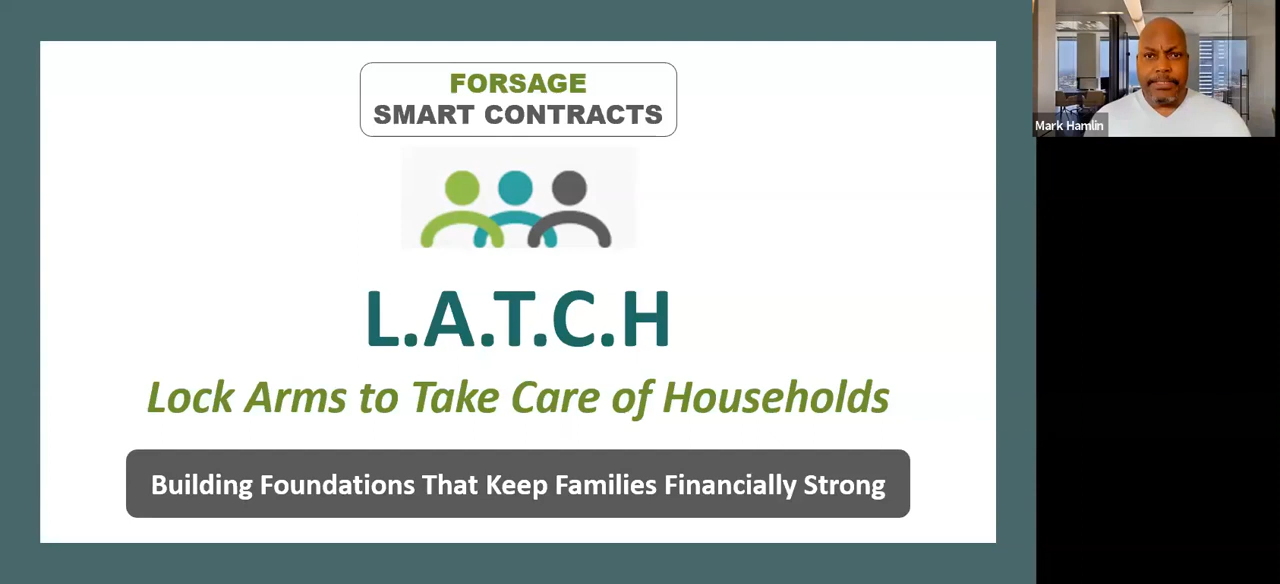 FORSAGE
SMART CONTRACTS
L.A.T.C.H
Lock Arms to Take Care of Households
Building Foundations That Keep Families Financially Strong
Mark Hamlin